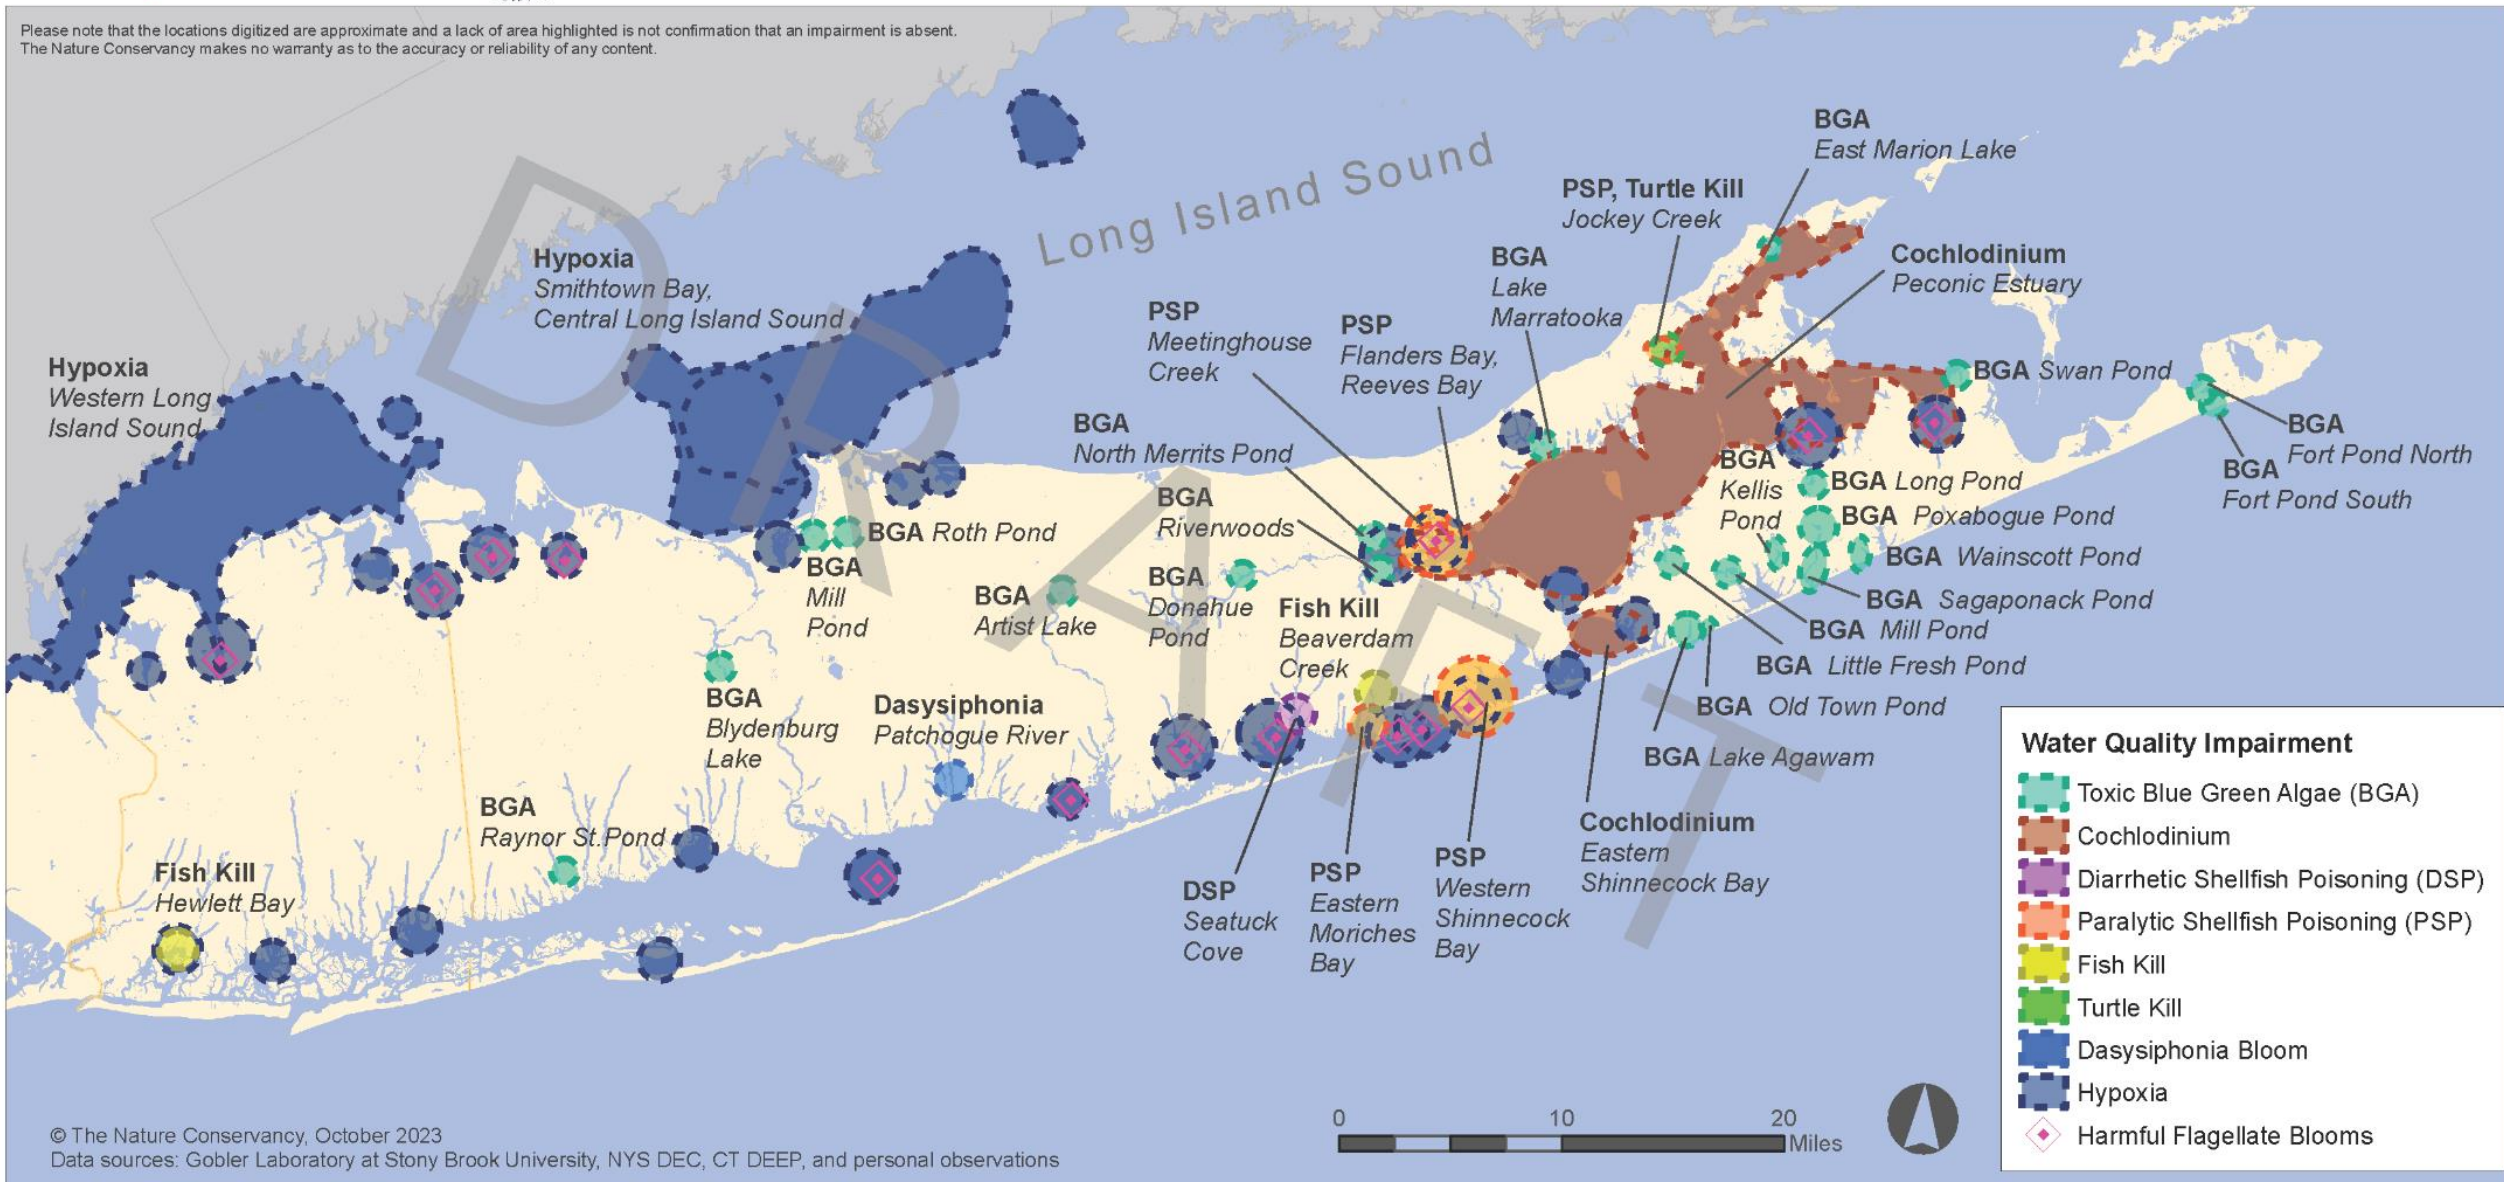 Please note that the locations digitized are approximate and a lack of area highlighted is not confirmation that an impairment is absent.
The Nature Conservancy makes no warranty as to the accuracy or reliability of any content.
DRAFT
Long Island Sound
BGA
East Marion Lake
PSP, Turtle Kill
Jockey Creek
Hypoxia
Smithtown Bay,
Central Long Island Sound
BGA
Lake
Marratooka
Cochlodinium
Peconic Estuary
PSP
Meetinghouse
Creek
PSP
Flanders Bay,
Reeves Bay
Hypoxia
Western Long
Island Sound
BGA Swan Pond
BGA
North Merrits Pond
BGA
Fort Pond North
BGA
Fort Pond South
BGA
Kellis
Pond
BGA Long Pond
BGA
Riverwoods
BGA Poxabogue Pond
BGA Roth Pond
BGA Wainscott Pond
BGA
Mill
Pond
BGA
Artist Lake
BGA
Donahue
Pond
Fish Kill
Beaverdam
Creek
BGA Sagaponack Pond
BGA Mill Pond
BGA Little Fresh Pond
BGA Old Town Pond
BGA Lake Agawam
BGA
Blydenburg
Lake
Dasysiphonia
Patchogue River
BGA
Raynor St.Pond
Fish Kill
Hewlett Bay
DSP
Seatuck
Cove
PSP
Eastern
Moriches
Bay
PSP
Western
Shinnecock
Bay
Cochlodinium
Eastern
Shinnecock Bay
Water Quality Impairment
Toxic Blue Green Algae (BGA)
Cochlodinium
Diarrhetic Shellfish Poisoning (DSP)
Paralytic Shellfish Poisoning (PSP)
Fish Kill
Turtle Kill
Dasysiphonia Bloom
Hypoxia
Harmful Flagellate Blooms
0 10 20
Miles
© The Nature Conservancy, October 2023
Data sources: Gobler Laboratory at Stony Brook University, NYS DEC, CT DEEP, and personal observations